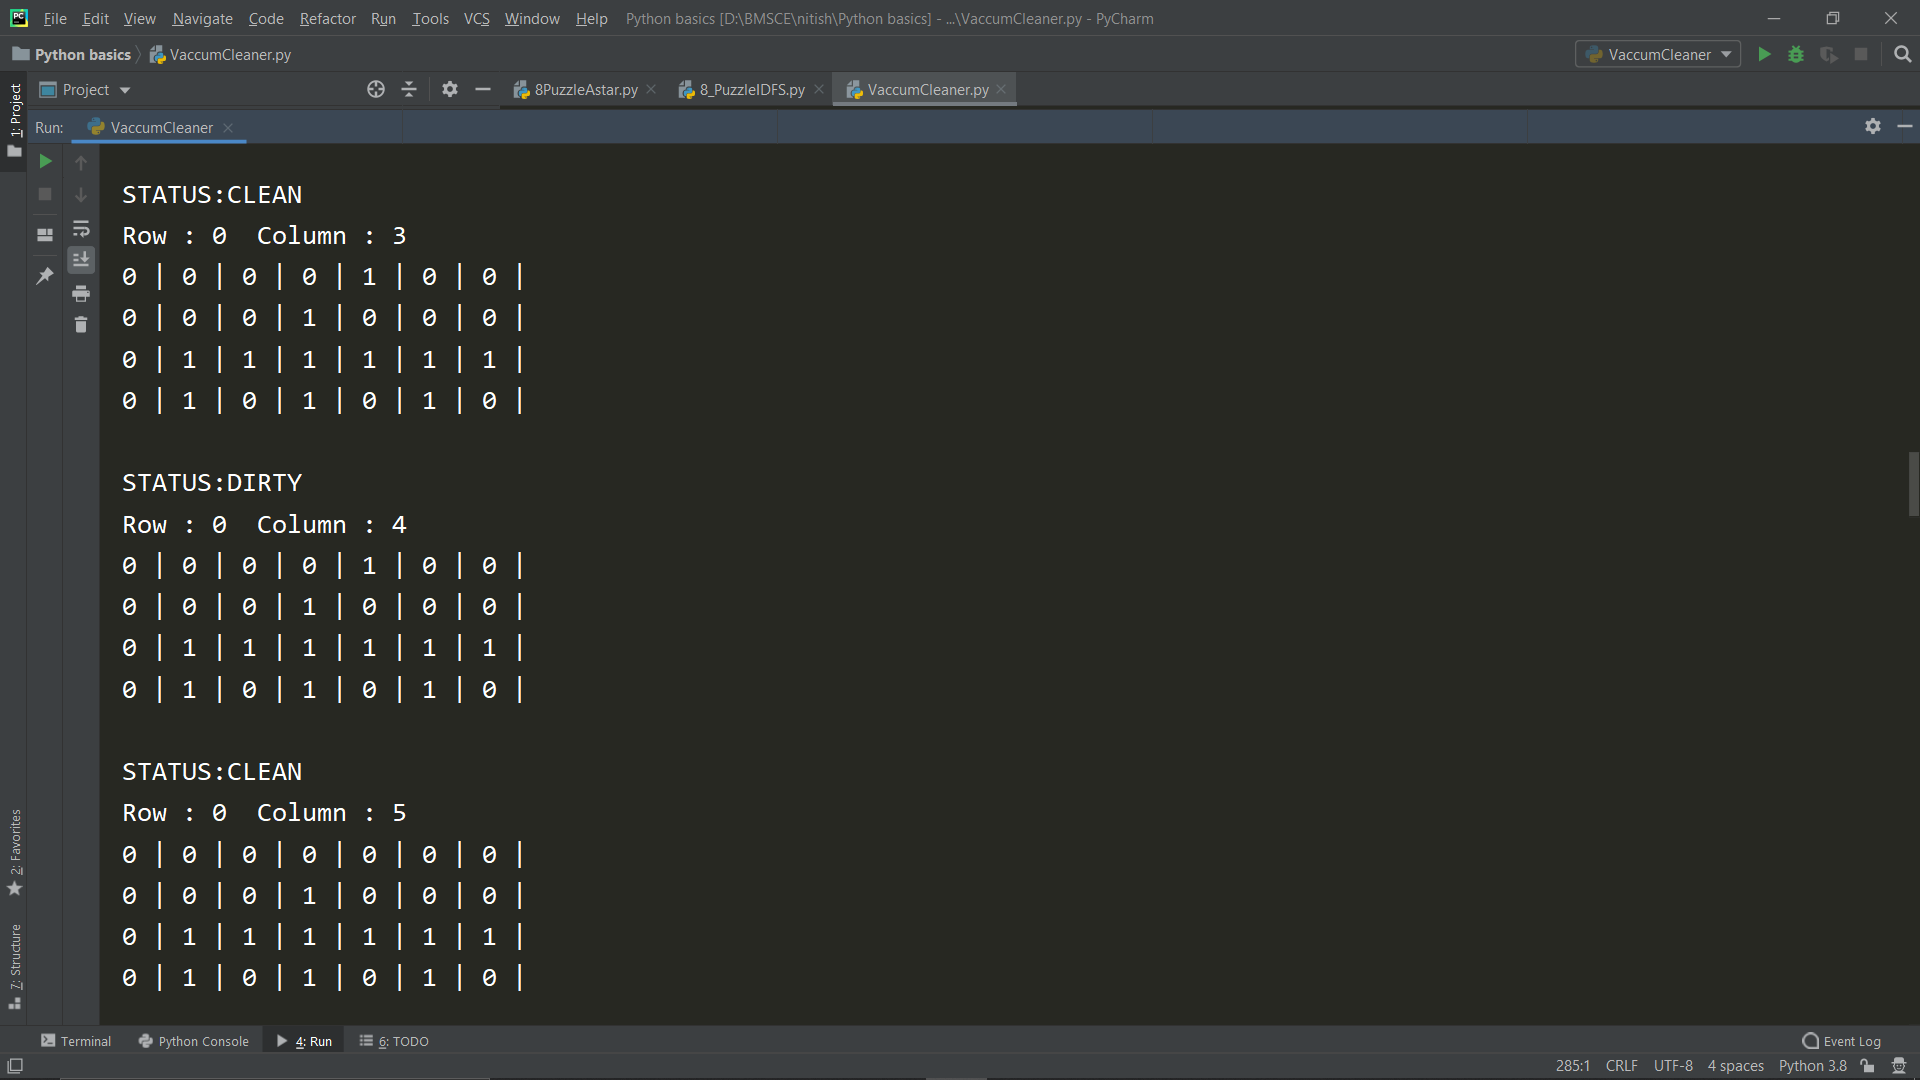 File Edit View Navigate Code Refactor Run Tools VCS Window Help Python basics [D:\BMSCE\nitish\Python basics] - ...\VaccumCleaner.py - PyCharm
Python basics VaccumCleaner.py VaccumCleaner
1: Project Project 8PuzzleAstar.py 8_PuzzleIDFS.py VaccumCleaner.py
Run: VaccumCleaner
STATUS:CLEAN
Row : 0  Column : 3
0 | 0 | 0 | 0 | 1 | 0 | 0 |
0 | 0 | 0 | 1 | 0 | 0 | 0 |
0 | 1 | 1 | 1 | 1 | 1 | 1 |
0 | 1 | 0 | 1 | 0 | 1 | 0 |
STATUS:DIRTY
Row : 0  Column : 4
0 | 0 | 0 | 0 | 1 | 0 | 0 |
0 | 0 | 0 | 1 | 0 | 0 | 0 |
0 | 1 | 1 | 1 | 1 | 1 | 1 |
0 | 1 | 0 | 1 | 0 | 1 | 0 |
STATUS:CLEAN
Row : 0  Column : 5
0 | 0 | 0 | 0 | 0 | 0 | 0 |
0 | 0 | 0 | 1 | 0 | 0 | 0 |
0 | 1 | 1 | 1 | 1 | 1 | 1 |
0 | 1 | 0 | 1 | 0 | 1 | 0 |
2: Favorites
7: Structure
Terminal Python Console 4: Run 6: TODO Event Log
285:1 CRLF UTF-8 4 spaces Python 3.8